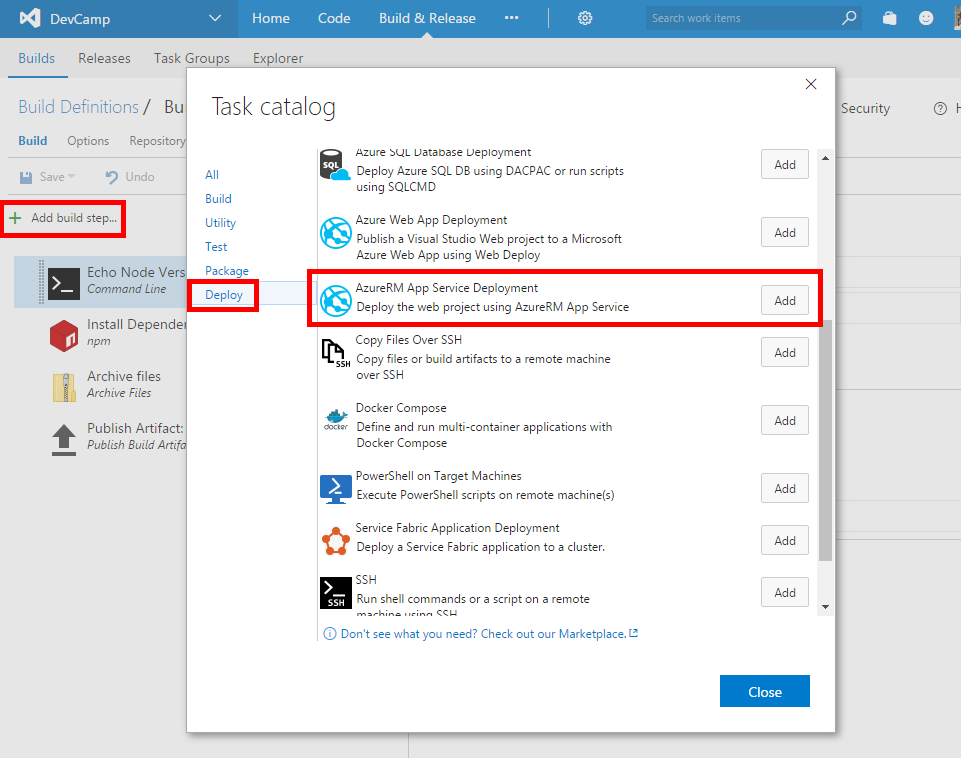 DevCamp
Home
Code
Build & Release
Search work items
Builds
Releases
Task Groups
Explorer
Build Definitions /
Bu
Security
H
Build
Options
Repository
Save
Undo
Add build step...
Echo Node Vers
Command Line
Install Depender
npm
Archive files
Archive Files
Publish Artifact:
Publish Build Artifa
Task catalog
All
Build
Utility
Test
Package
Deploy
SQL
Azure SQL Database Deployment
Deploy Azure SQL DB using DACPAC or run scripts
using SQLCMD
Add
Azure Web App Deployment
Publish a Visual Studio Web project to a Microsoft
Azure Web App using Web Deploy
Add
AzureRM App Service Deployment
Deploy the web project using AzureRM App Service
Add
SSH
Copy Files Over SSH
Copy files or build artifacts to a remote machine
over SSH
Add
docker
Docker Compose
Define and run multi-container applications with
Docker Compose
Add
PowerShell on Target Machines
Execute PowerShell scripts on remote machine(s)
Add
Service Fabric Application Deployment
Deploy a Service Fabric application to a cluster.
Add
SSH
SSH
Run shell commands or a script on a remote
machine using SSH
Add
Don't see what you need? Check out our Marketplace.
Close